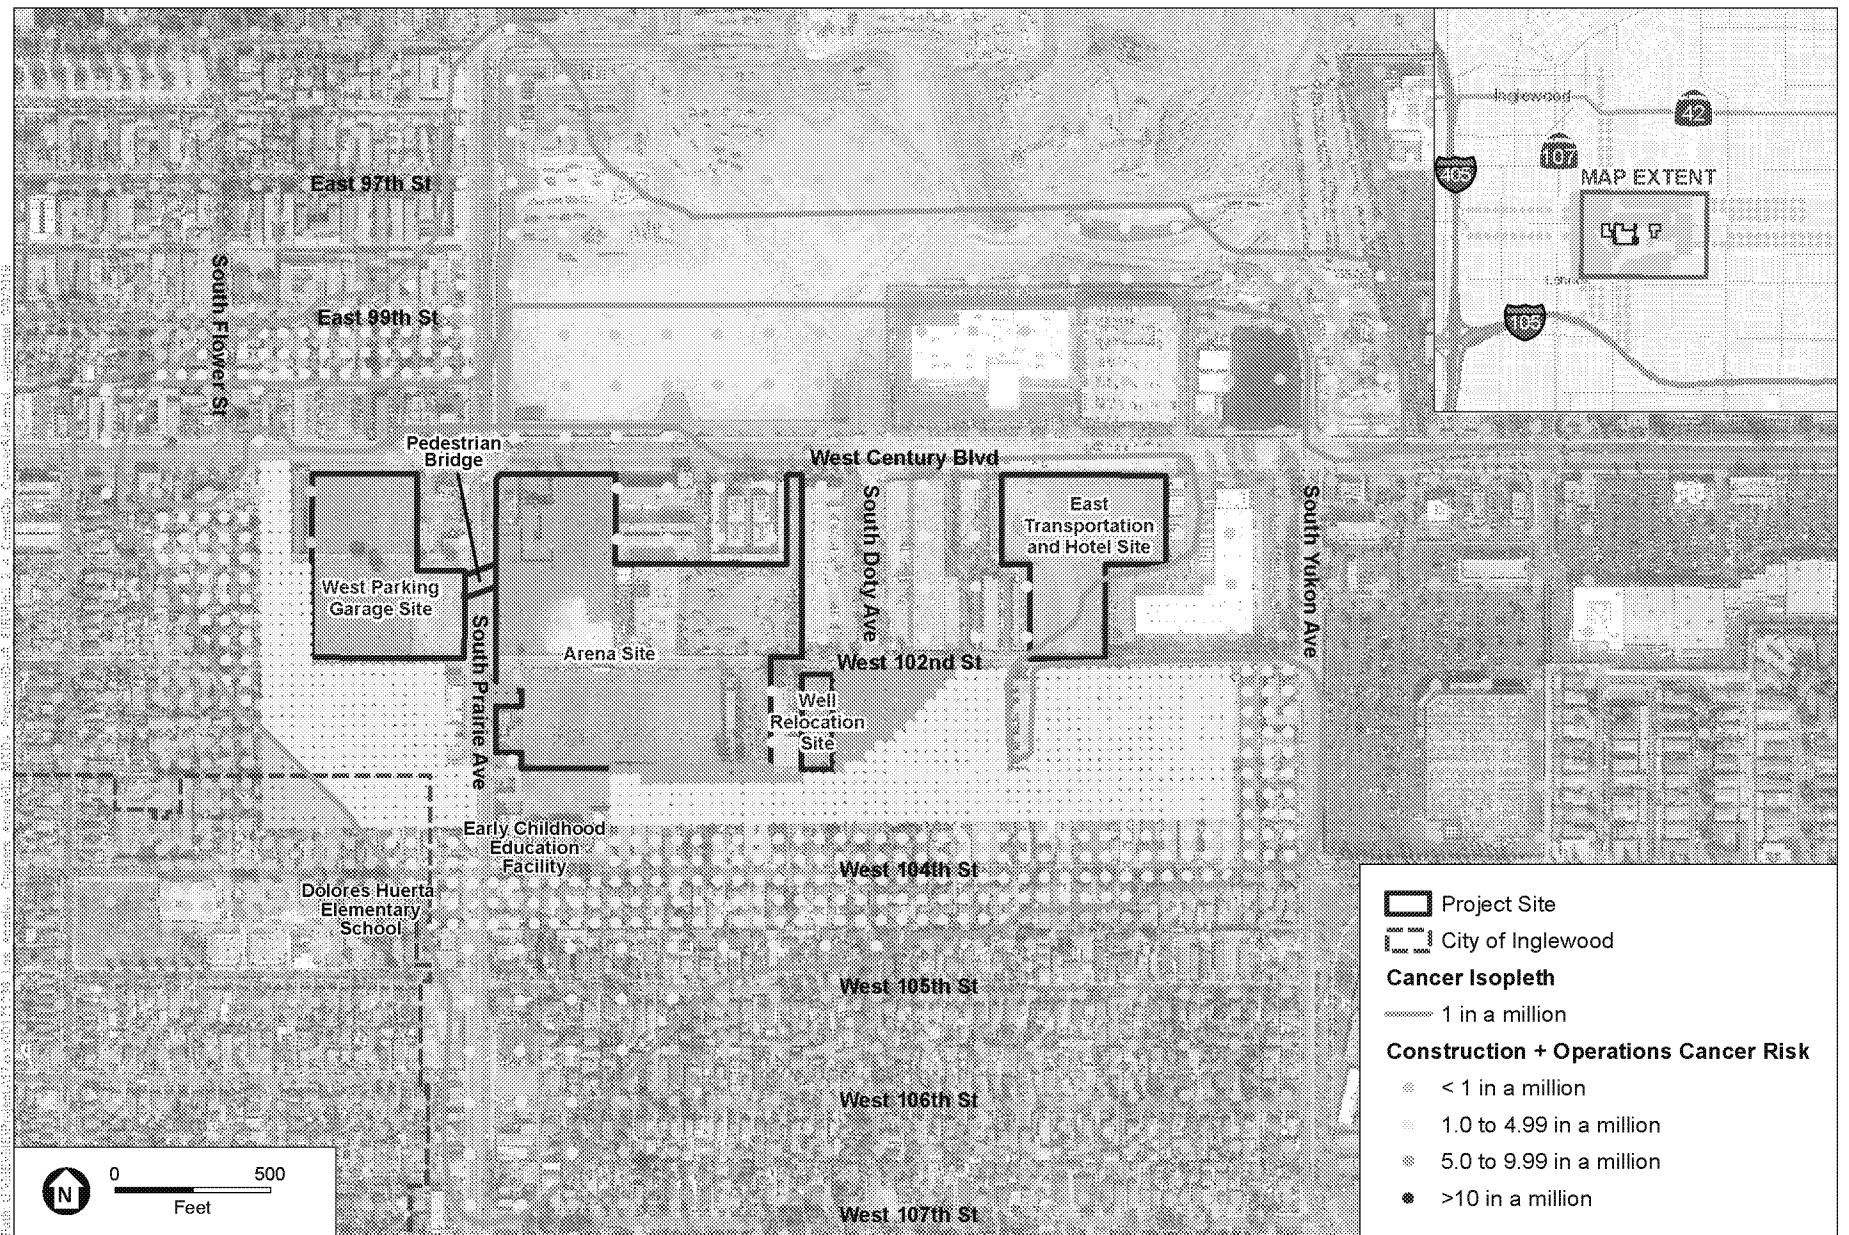 Inglewood
42
107
405
MAP EXTENT
105
East 97th St
South Flower St
East 99th St
Pedestrian
Bridge
West Century Blvd
South Doty Ave
East
Transportation
and Hotel Site
South Yukon Ave
West Parking
Garage Site
South Prairie Ave
Arena Site
West 102nd St
Well
Relocation
Site
Early Childhood
Education
Facility
West 104th St
Dolores Huerta
Elementary
School
West 105th St
West 106th St
West 107th St
Project Site
City of Inglewood
Cancer Isopleth
1 in a million
Construction + Operations Cancer Risk
< 1 in a million
1.0 to 4.99 in a million
5.0 to 9.99 in a million
>10 in a million
N
0 500
Feet